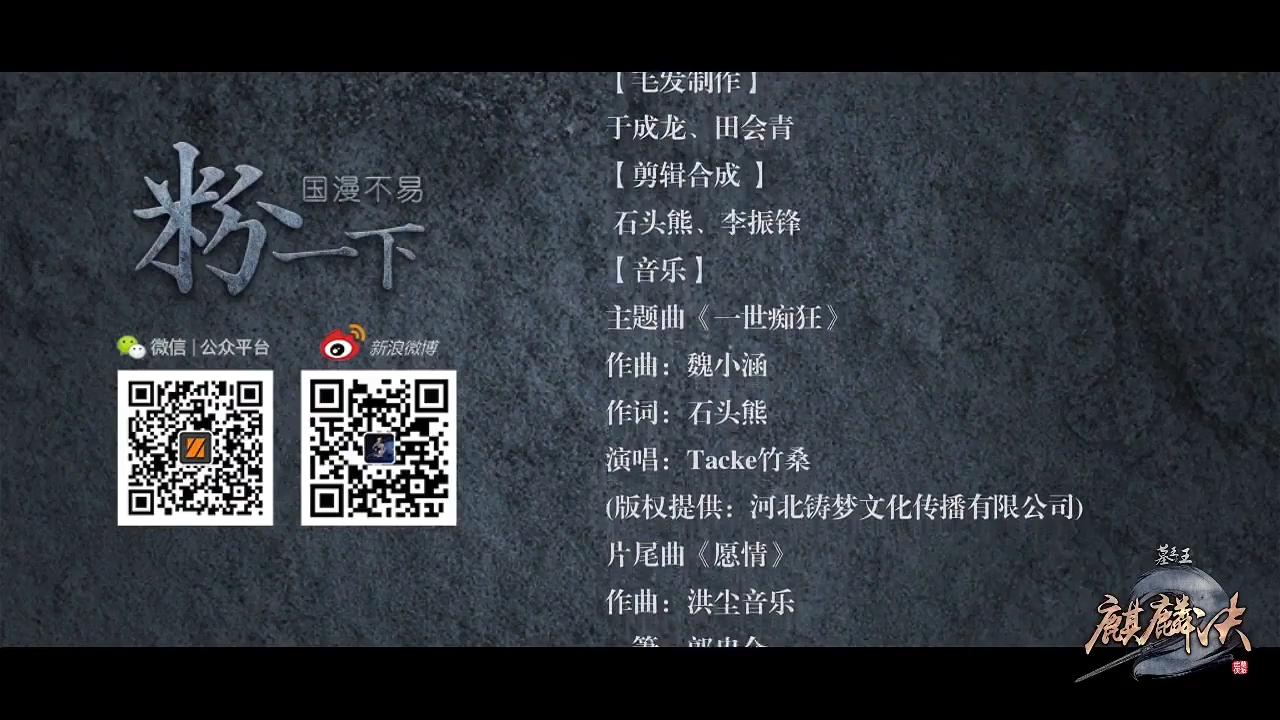 国漫不易
粉一下
微信 | 公众平台
新浪微博
【毛发制作】
于成龙、田会青
【剪辑合成 】
石头熊、李振锋
【音乐】
主题曲《一世痴狂》
作曲：魏小涵
作词：石头熊
演唱：Tacke竹桑
(版权提供：河北铸梦文化传播有限公司)
片尾曲《愿情》
作曲：洪尘音乐
墓王
麒麟决
2